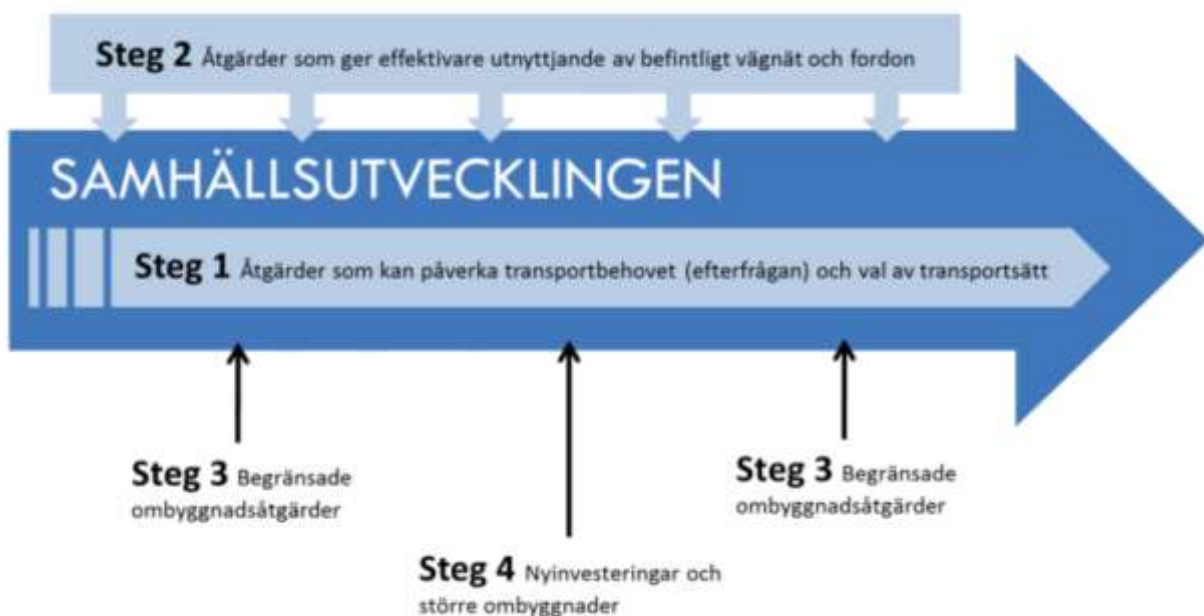 Steg 2 Åtgärder som ger effektivare utnyttjande av befintligt vägnät och fordon
SAMHÄLLSUTVECKLINGEN
Steg 1 Åtgärder som kan påverka transportbehovet (efterfrågan) och val av transportsätt
Steg 3 Begränsade
ombyggnadsåtgärder
Steg 3 Begränsade
ombyggnadsåtgärder
Steg 4 Nyinvesteringar och
större ombyggnader